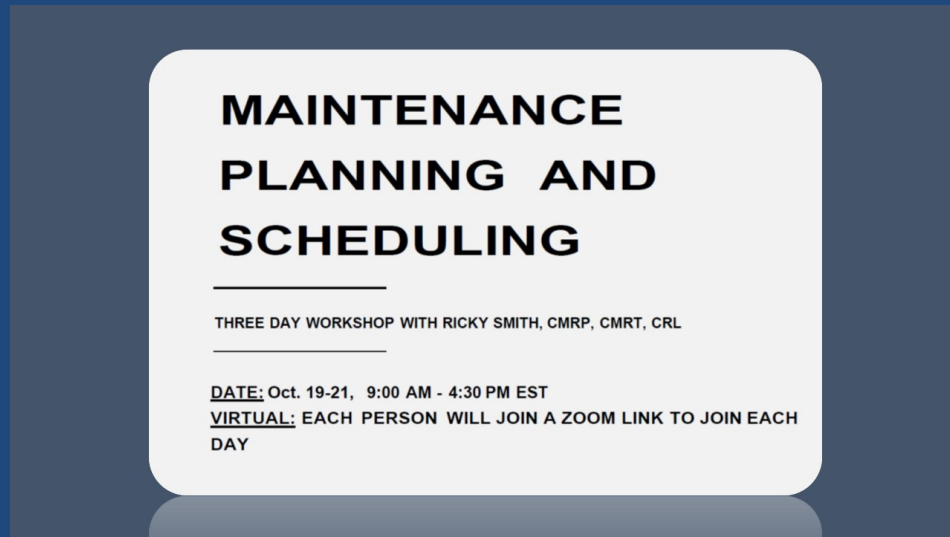 MAINTENANCE
PLANNING AND
SCHEDULING
THREE DAY WORKSHOP WITH RICKY SMITH, CMRP, CMRT, CRL
DATE: Oct. 19-21, 9:00 AM - 4:30 PM EST
VIRTUAL: EACH PERSON WILL JOIN A ZOOM LINK TO JOIN EACH
DAY